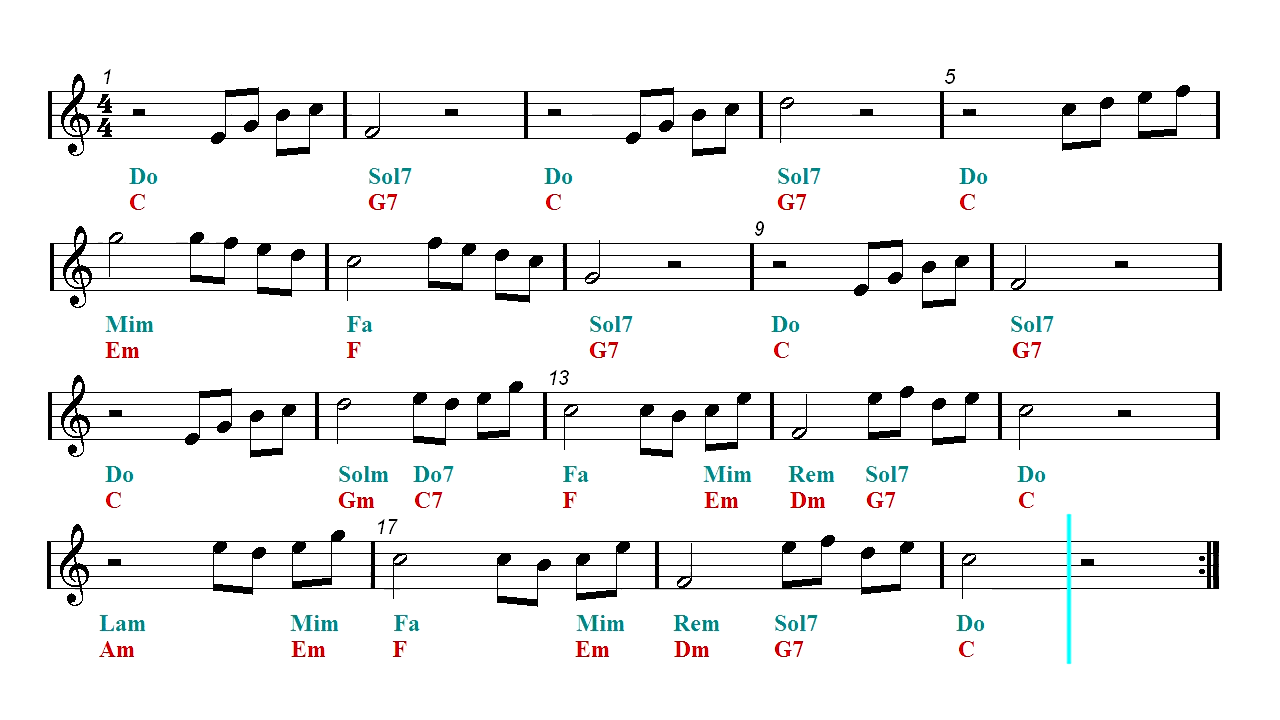 1 5
4
4
Do Sol7 Do Sol7 Do
C G7 C G7 C
9
Mim Fa Sol7 Do Sol7
Em F G7 C G7
13
Do Solm Do7 Fa Mim Rem Sol7 Do
C Gm C7 F Em Dm G7 C
17
Lam Mim Fa Mim Rem Sol7 Do
Am Em F Em Dm G7 C